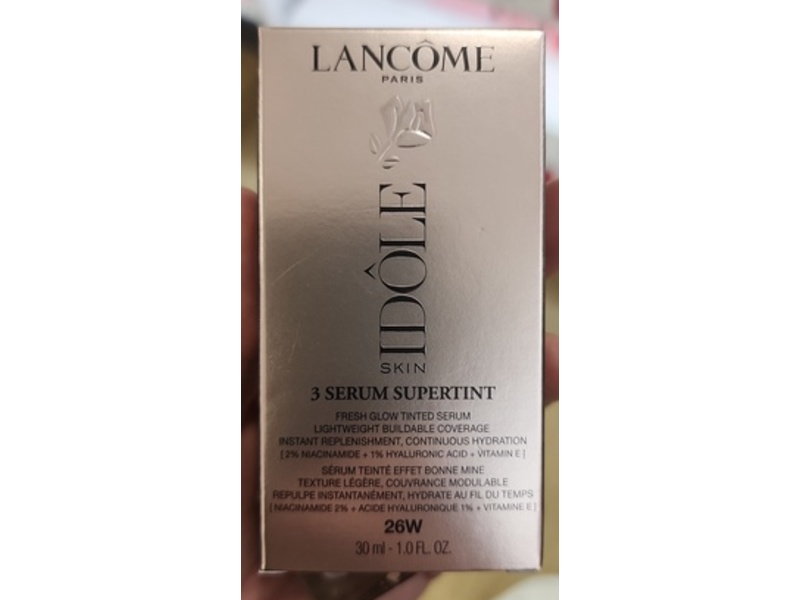 LANCÔME
PARIS
SKIN IDÔLE
3 SERUM SUPERTINT
FRESH GLOW TINTED SERUM
LIGHTWEIGHT BUILDABLE COVERAGE
INSTANT REPLENISHMENT, CONTINUOUS HYDRATION
[ 2% NIACINAMIDE + 1% HYALURONIC ACID + VITAMIN E ]
SÉRUM TEINTÉ EFFET BONNE MINE
TEXTURE LÉGÈRE, COUVRANCE MODULABLE
REPULPE INSTANTANÉMENT, HYDRATE AU FIL DU TEMPS
[ NIACINAMIDE 2% + ACIDE HYALURONIQUE 1% + VITAMINE E ]
26W
30 ml - 1.0 FL. OZ.